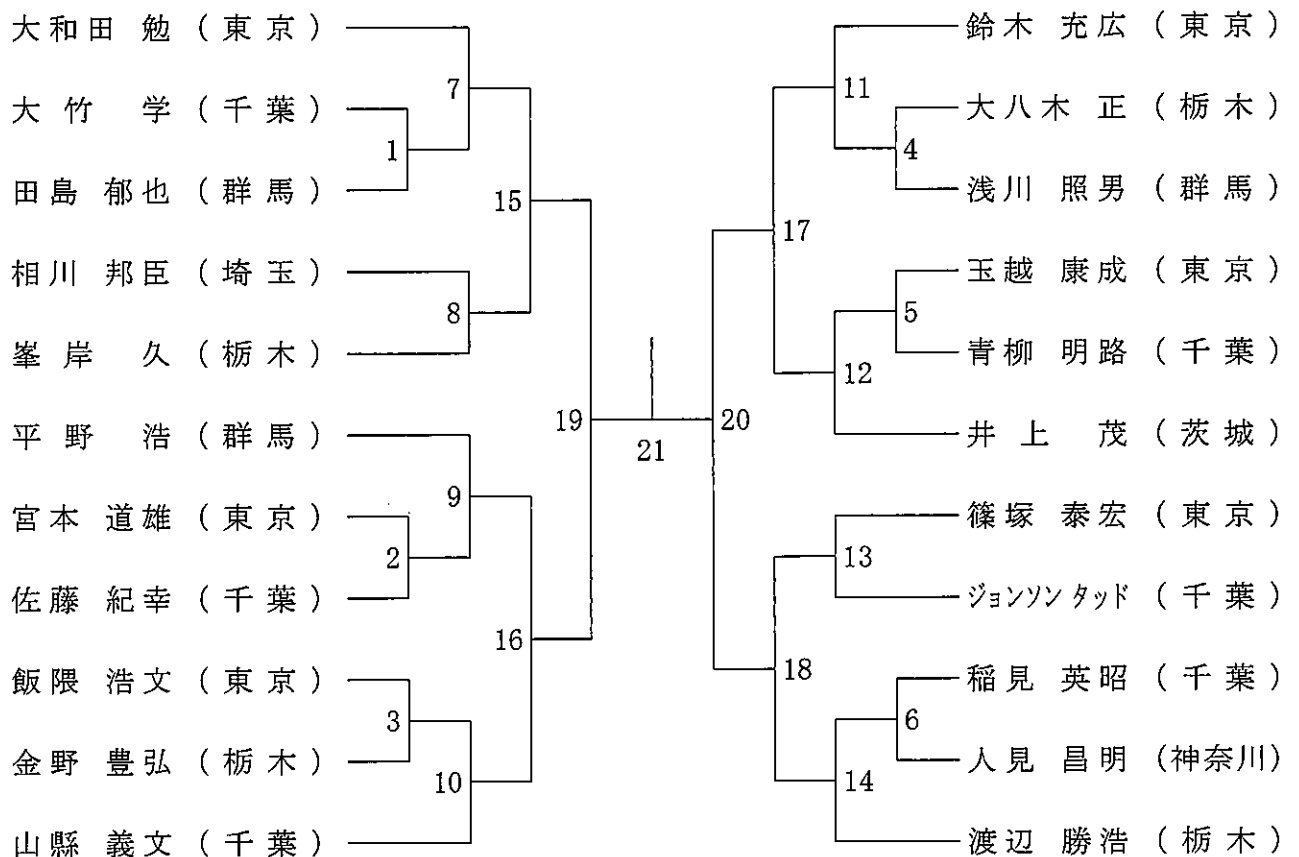 大和田 勉 (東京)
大竹 学 (千葉)
田島 郁也 (群馬)
相川 邦臣 (埼玉)
峯岸 久 (栃木)
平野 浩 (群馬)
宮本 道雄 (東京)
佐藤 紀幸 (千葉)
飯隈 浩文 (東京)
金野 豊弘 (栃木)
山縣 義文 (千葉)
1
2
3
7
8
9
10
15
16
19
21
20
17
18
11
12
13
14
4
5
6
鈴木 充広 (東京)
大八木 正 (栃木)
浅川 照男 (群馬)
玉越 康成 (東京)
青柳 明路 (千葉)
井上 茂 (茨城)
篠塚 泰宏 (東京)
ジョンソン タッド (千葉)
稲見 英昭 (千葉)
人見 昌明 (神奈川)
渡辺 勝浩 (栃木)